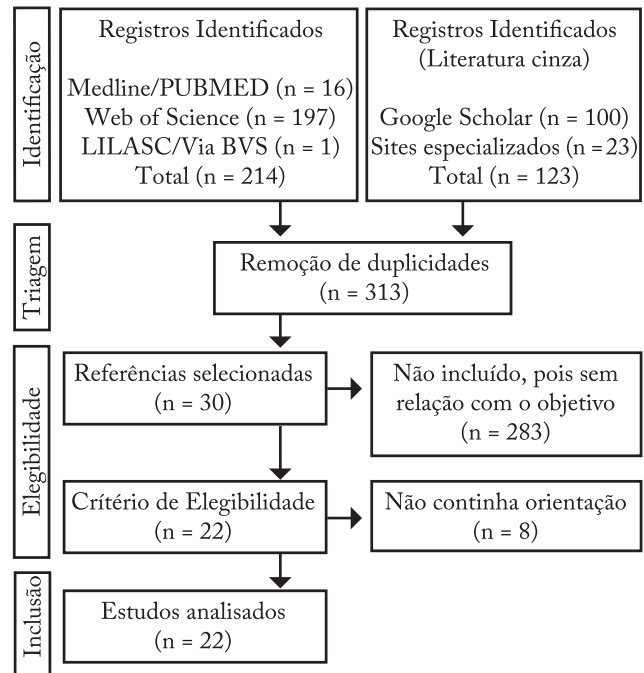 Identificação
Registros Identificados
Medline/PUBMED (n = 16)
Web of Science (n = 197)
LILASC/Via BVS (n = 1)
Total (n = 214)
Registros Identificados
(Literatura cinza)
Google Scholar (n = 100)
Sites especializados (n = 23)
Total (n = 123)
Triagem
Remoção de duplicidades
(n = 313)
Elegibilidade
Referências selecionadas
(n = 30)
Não incluído, pois sem
relação com o objetivo
(n = 283)
Crítério de Elegibilidade
(n = 22)
Não continha orientação
(n = 8)
Inclusão
Estudos analisados
(n = 22)